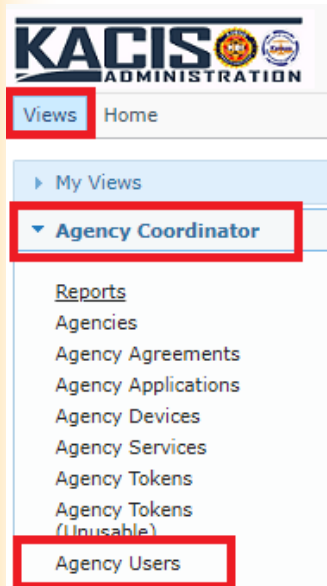 KACIS
ADMINISTRATION
Views Home
My Views
Agency Coordinator
Reports
Agencies
Agency Agreements
Agency Applications
Agency Devices
Agency Services
Agency Tokens
Agency Tokens
(Unusable)
Agency Users